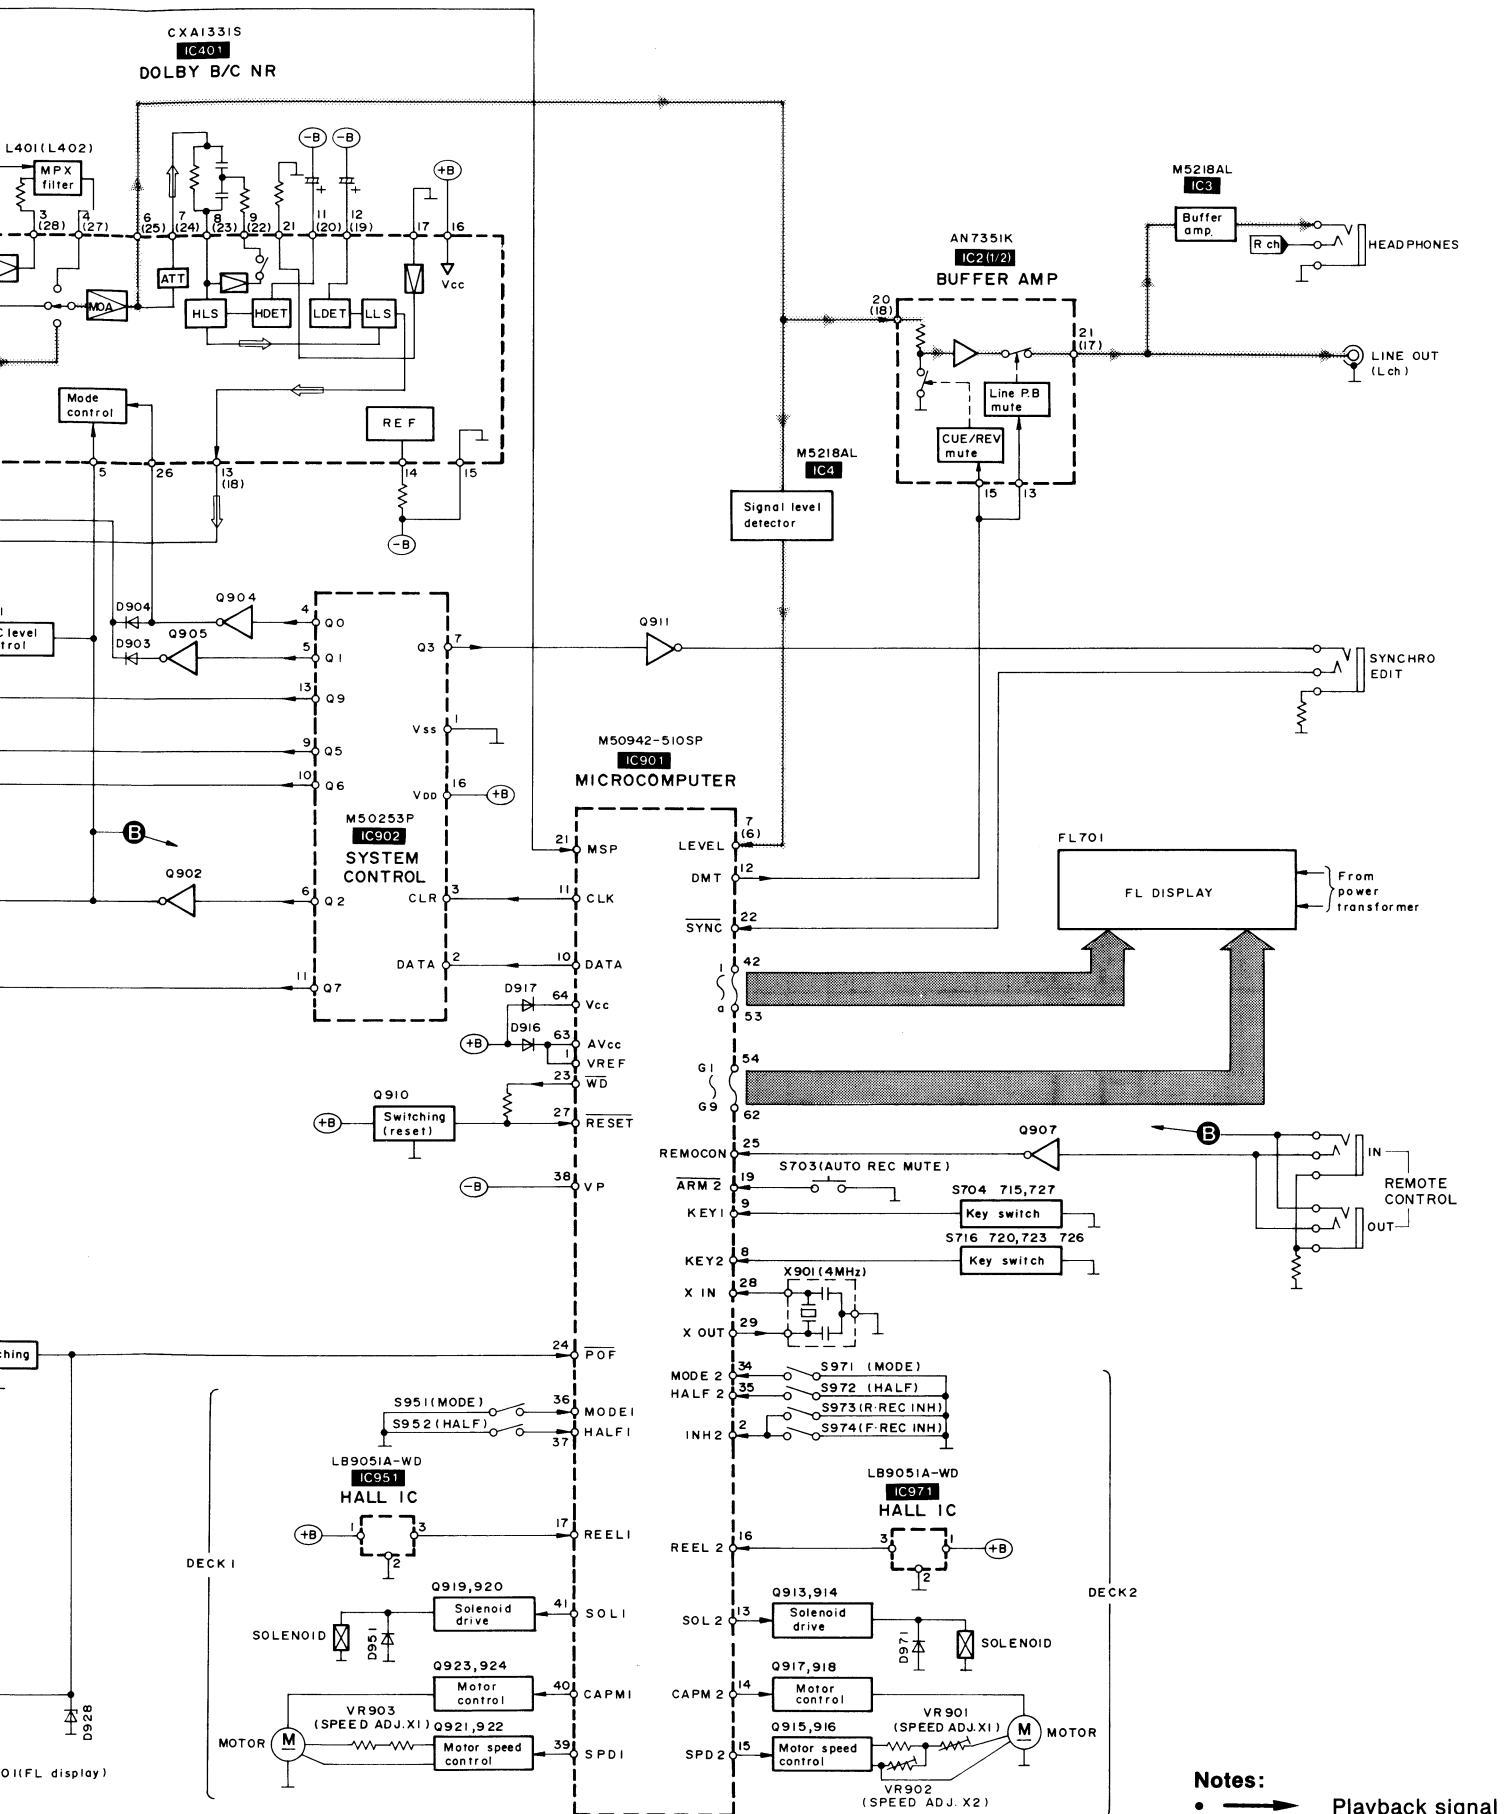 CXA1331S
IC401
DOLBY B/C NR
L401(L402)
MPX
filter
-B
-B
+B
3
(28)
4
(27)
6
(25)
7
(24)
8
(23)
9
(22)
21
11
(20)
12
(19)
17
16
Vcc
ATT
MOA
HLS
HDET
LDET
LLS
Mode
control
REF
5
26
13
(18)
14
15
-B
M5218AL
IC3
Buffer
amp.
R ch
HEADPHONES
AN7351K
IC2(1/2)
BUFFER AMP
20
(18)
21
(17)
LINE OUT
(Lch)
Line P.B
mute
CUE/REV
mute
15
13
M5218AL
IC4
Signal level
detector
D904
Q904
4
Q0
D903
Q905
5
Q1
Q3
7
Q911
SYNCHRO
EDIT
C level
trol
13
Q9
Vss
1
9
Q5
10
Q6
VDD
16
+B
M50253P
IC902
SYSTEM
CONTROL
B
Q902
6
Q2
CLR
3
DATA
2
11
Q7
M50942-510SP
IC901
MICROCOMPUTER
21
MSP
LEVEL
7
(6)
DMT
12
11
CLK
SYNC
22
10
DATA
1
42
a
53
D917
64
Vcc
+B
D916
63
AVcc
1
VREF
23
WD
G1
54
G9
62
Q910
+B
Switching
(reset)
27
RESET
-B
38
VP
FL701
FL DISPLAY
From
power
transformer
REMOCON
25
Q907
B
IN
REMOTE
CONTROL
OUT
ARM2
19
S703(AUTO REC MUTE)
KEY1
9
S704 715,727
Key switch
KEY2
8
S716 720,723 726
Key switch
X901(4MHz)
X IN
28
X OUT
29
ching
24
POF
MODE 2
34
S971 (MODE)
HALF 2
35
S972 (HALF)
S973(R·REC INH)
INH2
2
S974(F·REC INH)
S951(MODE)
36
MODE1
S952(HALF)
37
HALF1
LB9051A-WD
IC951
HALL IC
+B
1
3
2
17
REEL1
LB9051A-WD
IC971
HALL IC
REEL 2
16
3
1
+B
2
DECK1
DECK2
Q919,920
Solenoid
drive
41
SOL1
SOLENOID
D951
SOL2
13
Q913,914
Solenoid
drive
D971
SOLENOID
Q923,924
Motor
control
40
CAPM1
CAPM2
14
Q917,918
Motor
control
VR903
(SPEED ADJ.X1)
Q921,922
Motor speed
control
39
SPD1
MOTOR
M
SPD2
15
Q915,916
Motor speed
control
VR901
(SPEED ADJ.X1)
M
MOTOR
VR902
(SPEED ADJ. X2)
D928
01(FL display)
Notes:
• Playback signal